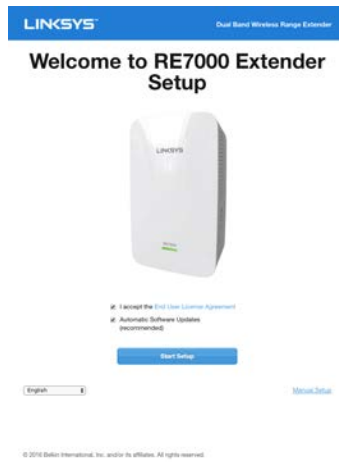 LINKSYS
Dual Band Wireless Range Extender
Welcome to RE7000 Extender
Setup
LINKSYS
I accept the End User License Agreement
Automatic Software Updates
(recommended)
Start Setup
English
Manual Setup
© 2016 Belkin International, Inc. and/or its affiliates. All rights reserved.